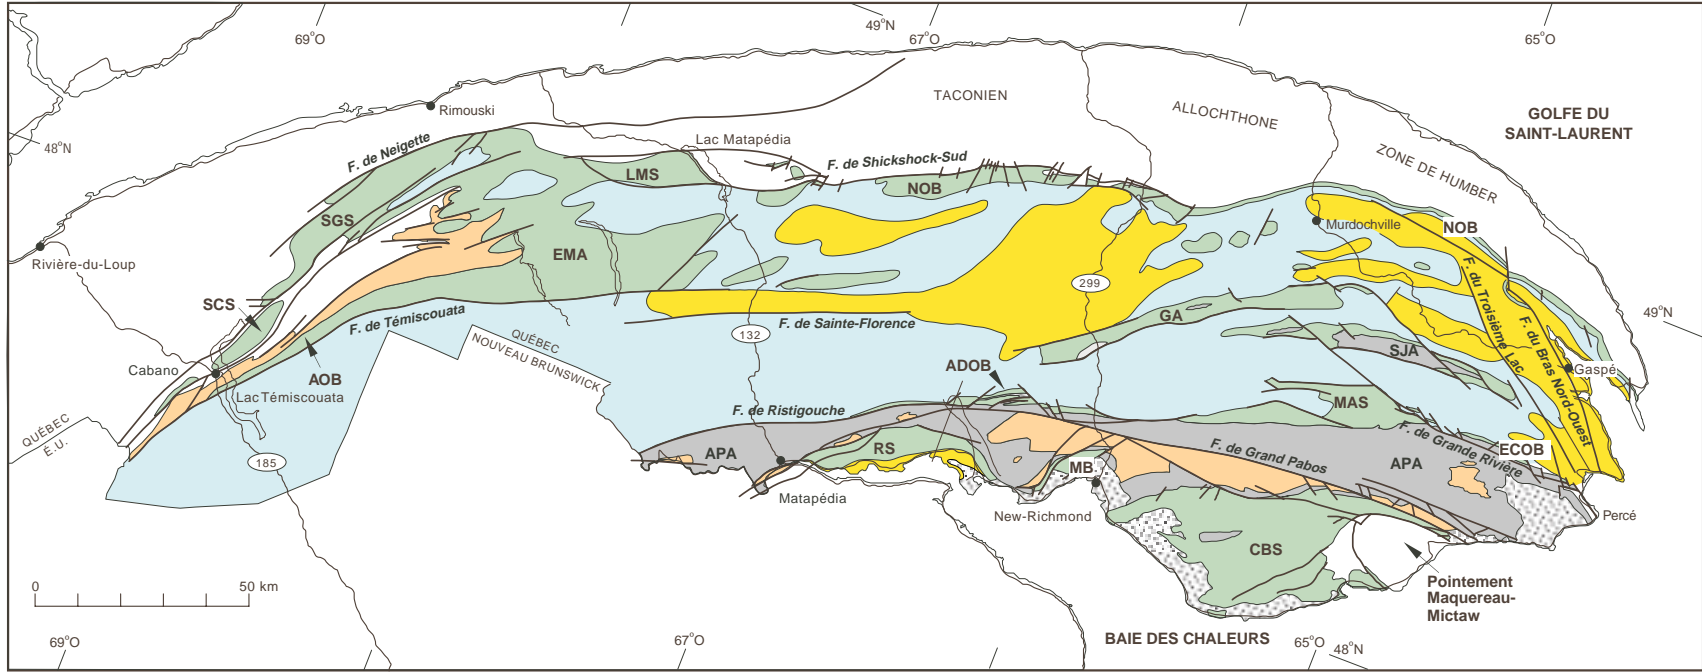 69°O
49°N
67°O
65°O
TACONIEN
ALLOCHTHONE
GOLFE DU
SAINT-LAURENT
Rimouski
48°N
Lac Matapédia
F. de Neigette
F. de Shickshock-Sud
ZONE DE HUMBER
LMS
NOB
SGS
Murdochville
NOB
Rivière-du-Loup
EMA
F. du Troisième Lac
299
SCS
F. de Témiscouata
F. de Sainte-Florence
GA
F. du Bras Nord-Ouest
49°N
QUÉBEC
NOUVEAU BRUNSWICK
132
SJA
Cabano
AOB
ADOB
Gaspé
Lac Témiscouata
MAS
F. de Ristigouche
QUÉBEC
É.U.
F. de Grande Rivière
APA
RS
F. de Grand Pabos
ECOB
185
MB
APA
Matapédia
New-Richmond
Percé
CBS
0
50 km
Pointement
Maquereau-
Mictaw
BAIE DES CHALEURS
69°O
67°O
65°O
48°N